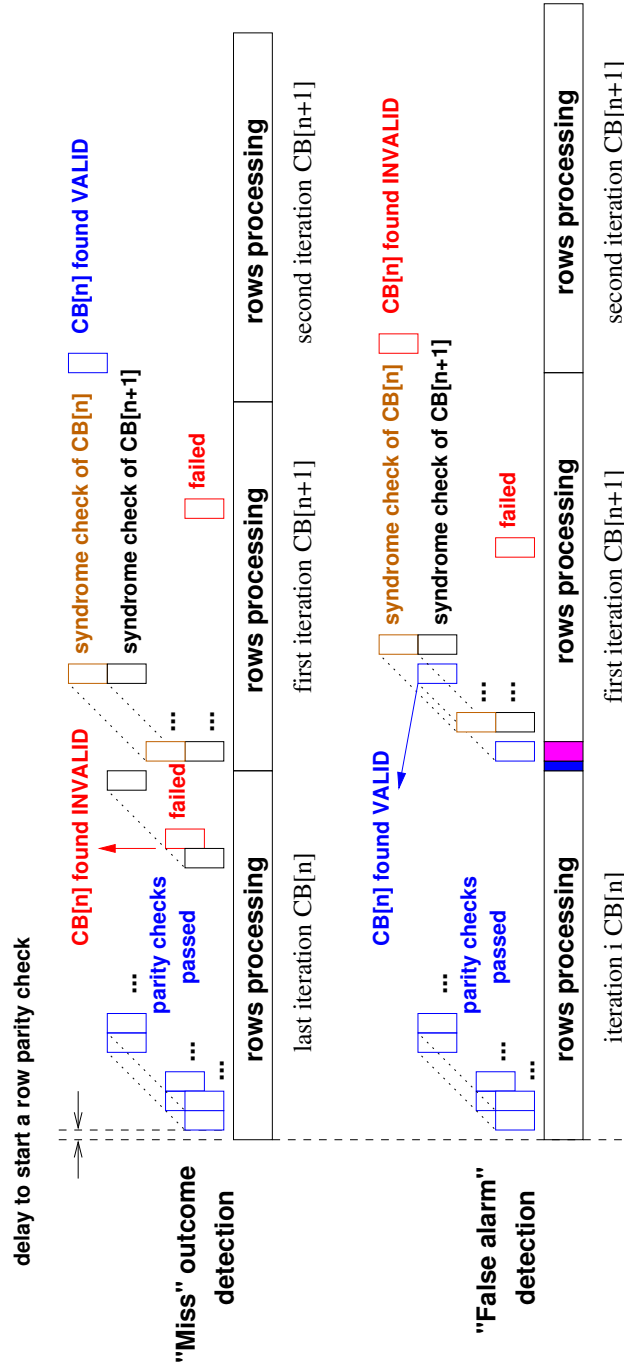 delay to start a row parity check
"Miss" outcome
detection
CB[n] found INVALID
failed
parity checks
passed
...
...
...
syndrome check of CB[n]
syndrome check of CB[n+1]
...
...
CB[n] found VALID
failed
rows processing
rows processing
rows processing
last iteration CB[n]
first iteration CB[n+1]
second iteration CB[n+1]
"False alarm"
detection
CB[n] found VALID
parity checks
passed
...
...
...
syndrome check of CB[n]
syndrome check of CB[n+1]
...
...
CB[n] found INVALID
failed
rows processing
rows processing
rows processing
iteration i CB[n]
first iteration CB[n+1]
second iteration CB[n+1]